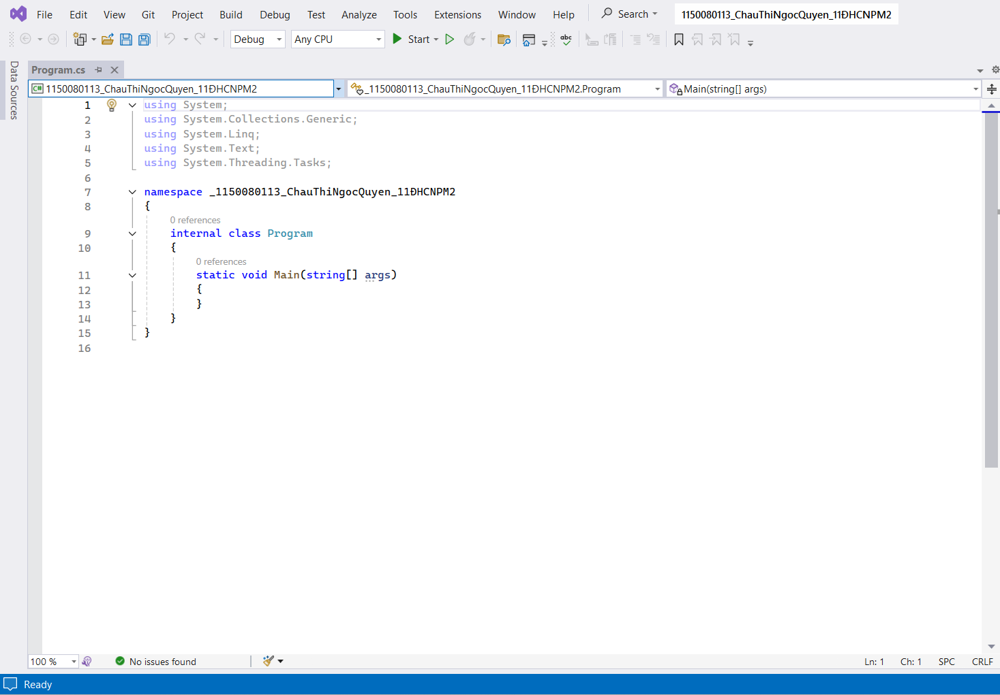 File Edit View Git Project Build Debug Test Analyze Tools Extensions Window Help Search 1150080113_ChauThiNgocQuyen_11ĐHCNPM2
Debug Any CPU Start abc
Data Sources
Program.cs
C# 1150080113_ChauThiNgocQuyen_11ĐHCNPM2 _1150080113_ChauThiNgocQuyen_11ĐHCNPM2.Program Main(string[] args)
1 using System;
2 using System.Collections.Generic;
3 using System.Linq;
4 using System.Text;
5 using System.Threading.Tasks;
6
7 namespace _1150080113_ChauThiNgocQuyen_11ĐHCNPM2
8 {
0 references
9 internal class Program
10 {
0 references
11 static void Main(string[] args)
12 {
13 }
14 }
15 }
16
100 % No issues found Ln: 1 Ch: 1 SPC CRLF
Ready